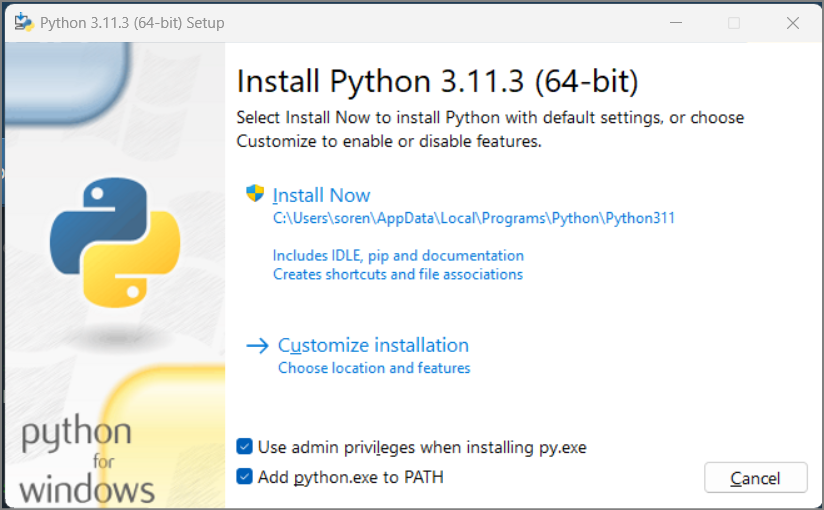 Python 3.11.3 (64-bit) Setup
Install Python 3.11.3 (64-bit)
Select Install Now to install Python with default settings, or choose
Customize to enable or disable features.
Install Now
C:\Users\soren\AppData\Local\Programs\Python\Python311
Includes IDLE, pip and documentation
Creates shortcuts and file associations
Customize installation
Choose location and features
Use admin privileges when installing py.exe
Add python.exe to PATH
Cancel
python
for
windows